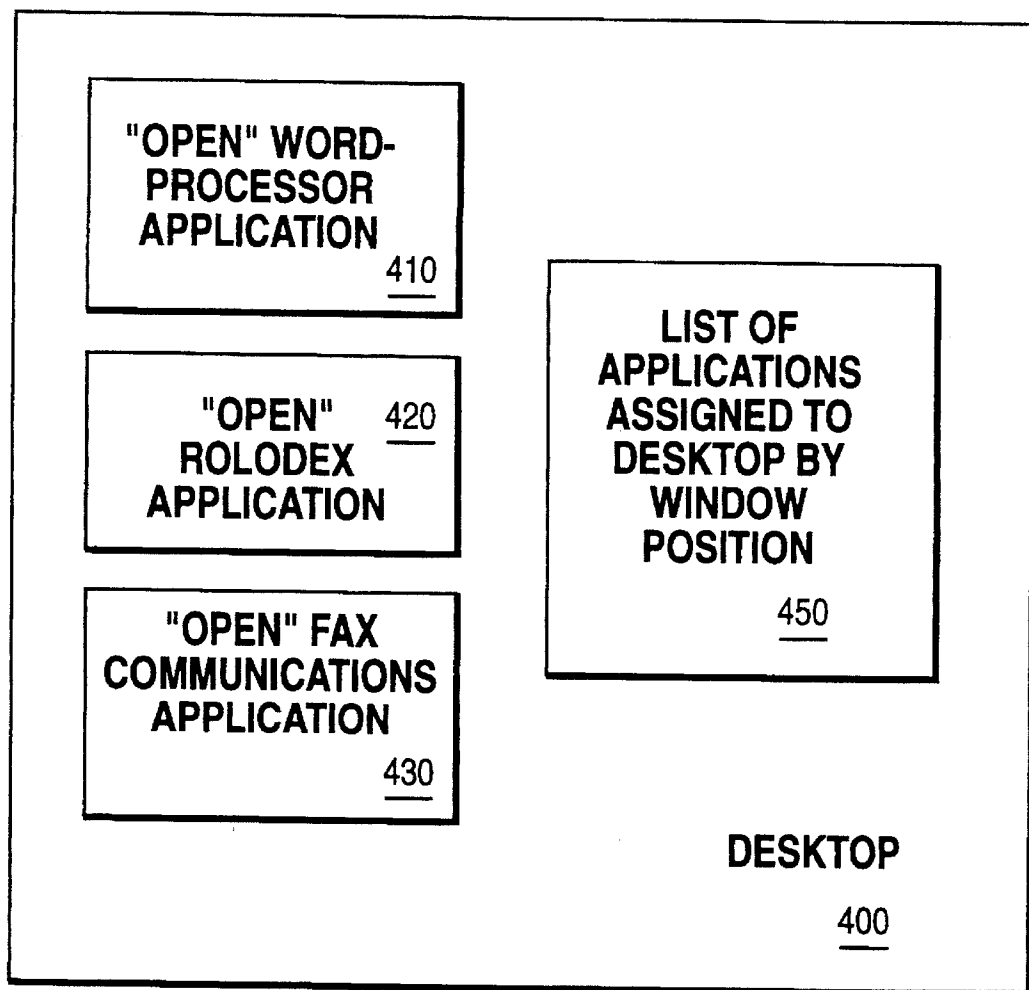 "OPEN" WORD-
PROCESSOR
APPLICATION
410
"OPEN" 420
ROLODEX
APPLICATION
"OPEN" FAX
COMMUNICATIONS
APPLICATION
430
LIST OF
APPLICATIONS
ASSIGNED TO
DESKTOP BY
WINDOW
POSITION
450
DESKTOP
400